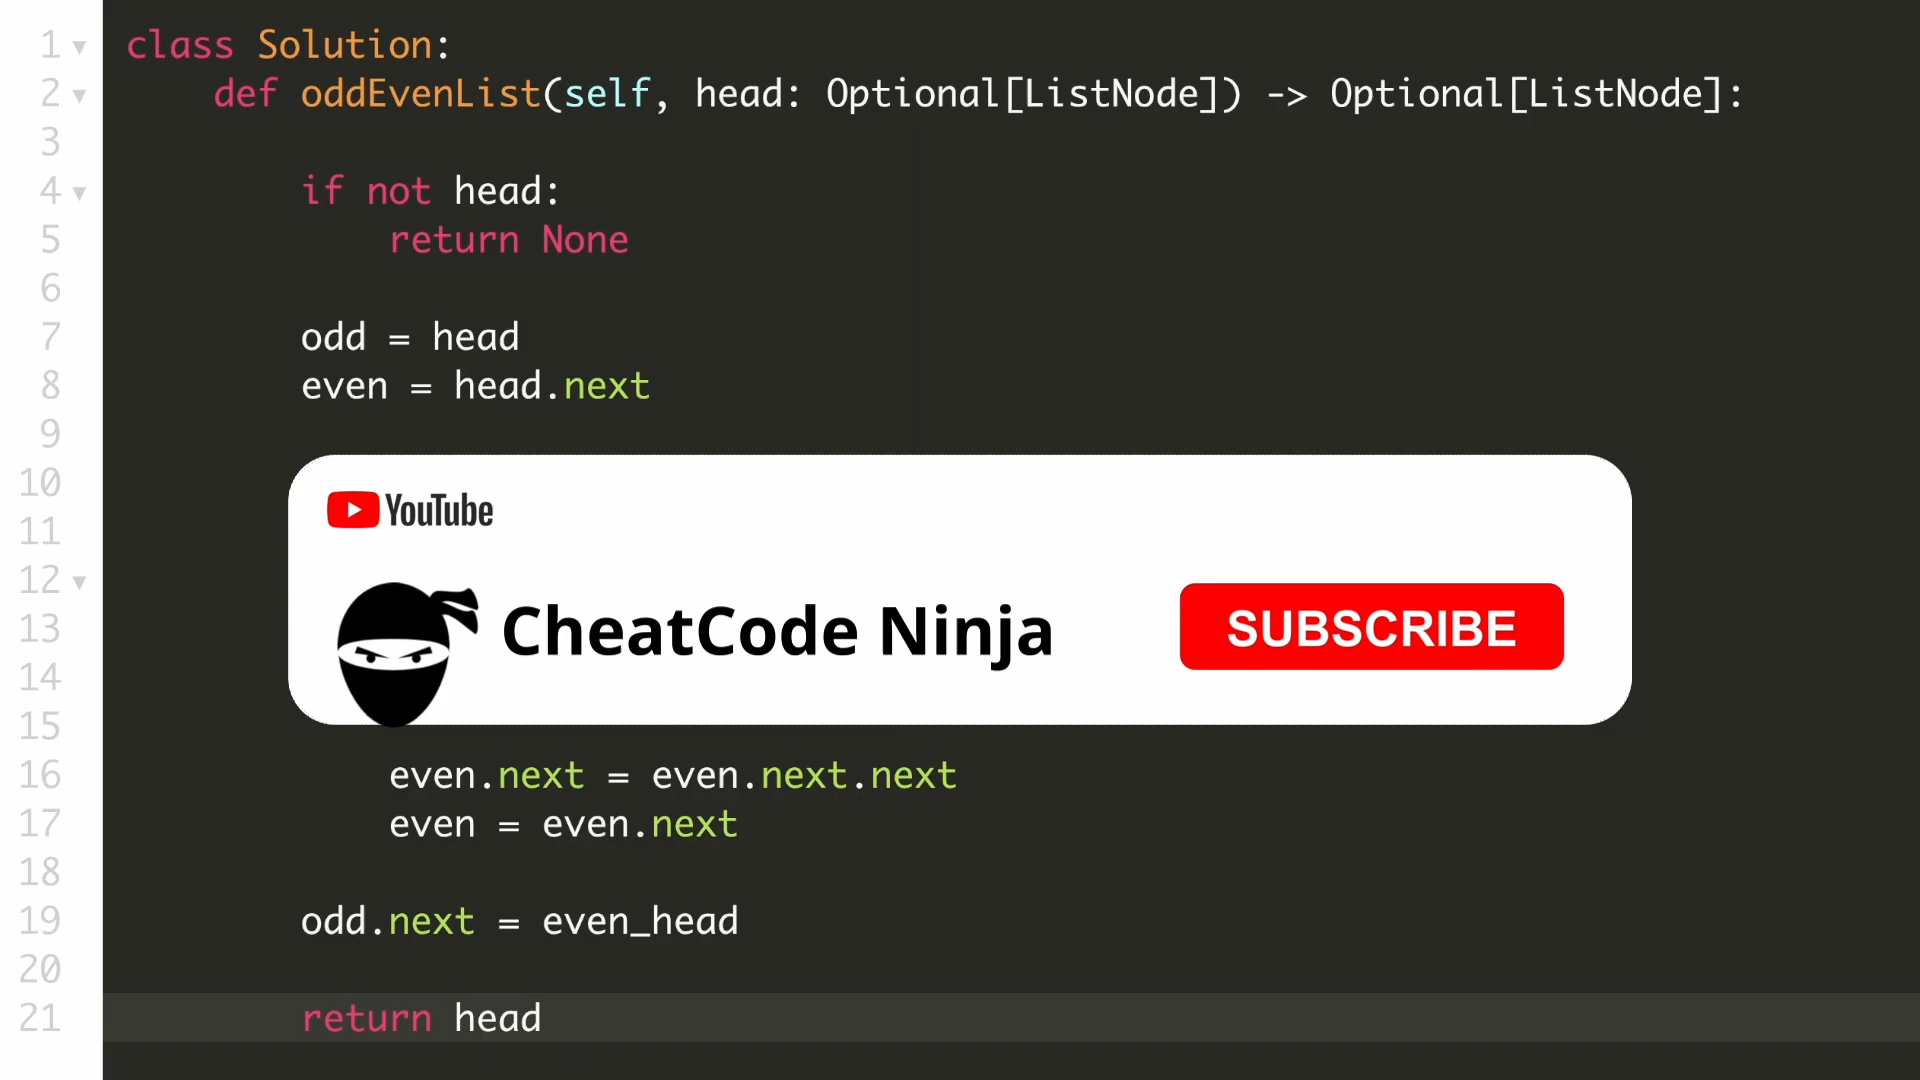 1 class Solution:
2 def oddEvenList(self, head: Optional[ListNode]) -> Optional[ListNode]:
3
4 if not head:
5 return None
6
7 odd = head
8 even = head.next
9
10
11
12
13
14
15
YouTube
CheatCode Ninja
SUBSCRIBE
16 even.next = even.next.next
17 even = even.next
18
19 odd.next = even_head
20
21 return head